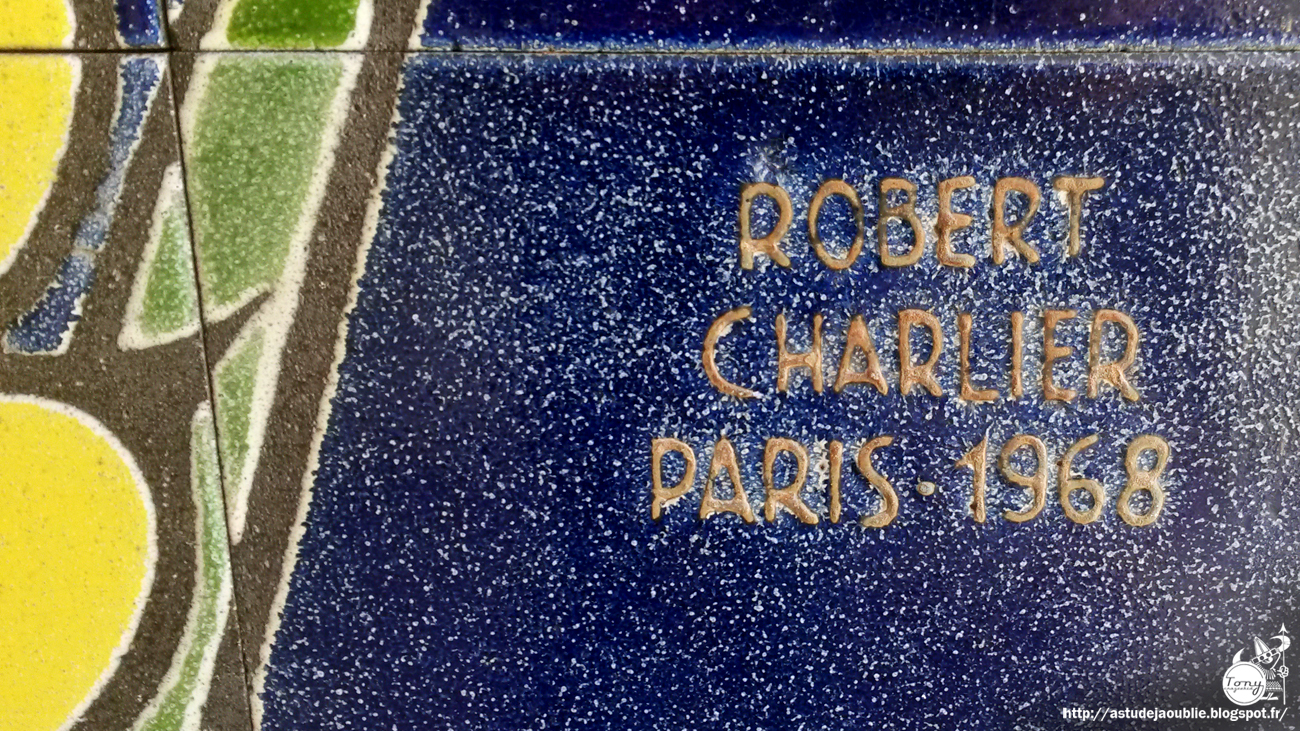 ROBERT
CHARLIER
PARIS · 1968
Tony
http://astudejaoublie.blogspot.fr/